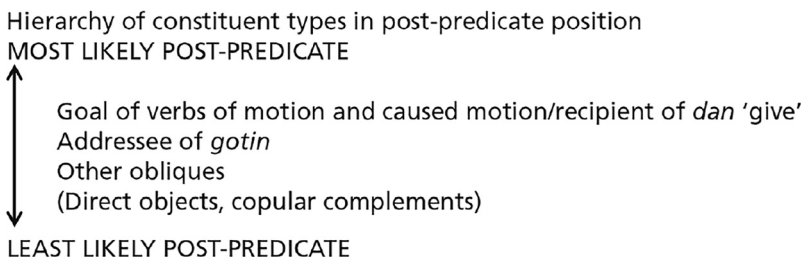 Hierarchy of constituent types in post-predicate position
MOST LIKELY POST-PREDICATE
Goal of verbs of motion and caused motion/recipient of dan ‘give’
Addressee of gotin
Other obliques
(Direct objects, copular complements)
LEAST LIKELY POST-PREDICATE